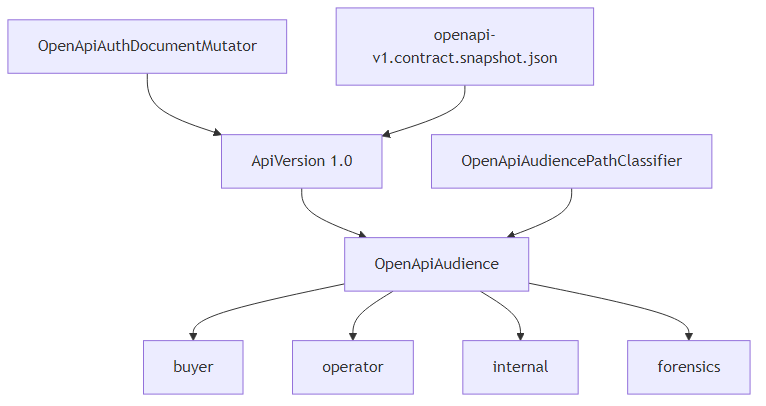 OpenApiAuthDocumentMutator
openapi-
v1.contract.snapshot.json
ApiVersion 1.0
OpenApiAudiencePathClassifier
OpenApiAudience
buyer
operator
internal
forensics